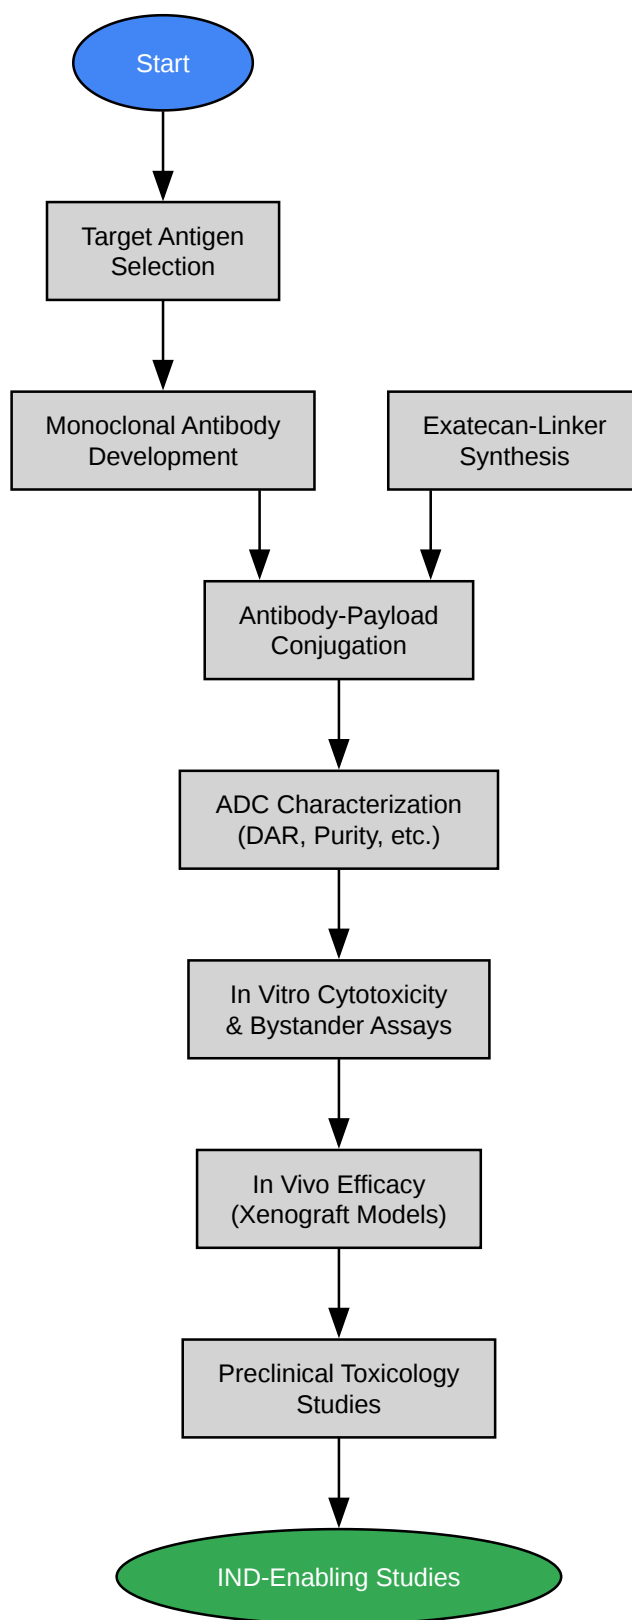 Start
Target Antigen
Selection
Monoclonal Antibody
Development
Exatecan-Linker
Synthesis
Antibody-Payload
Conjugation
ADC Characterization
(DAR, Purity, etc.)
In Vitro Cytotoxicity
& Bystander Assays
In Vivo Efficacy
(Xenograft Models)
Preclinical Toxicology
Studies
IND-Enabling Studies